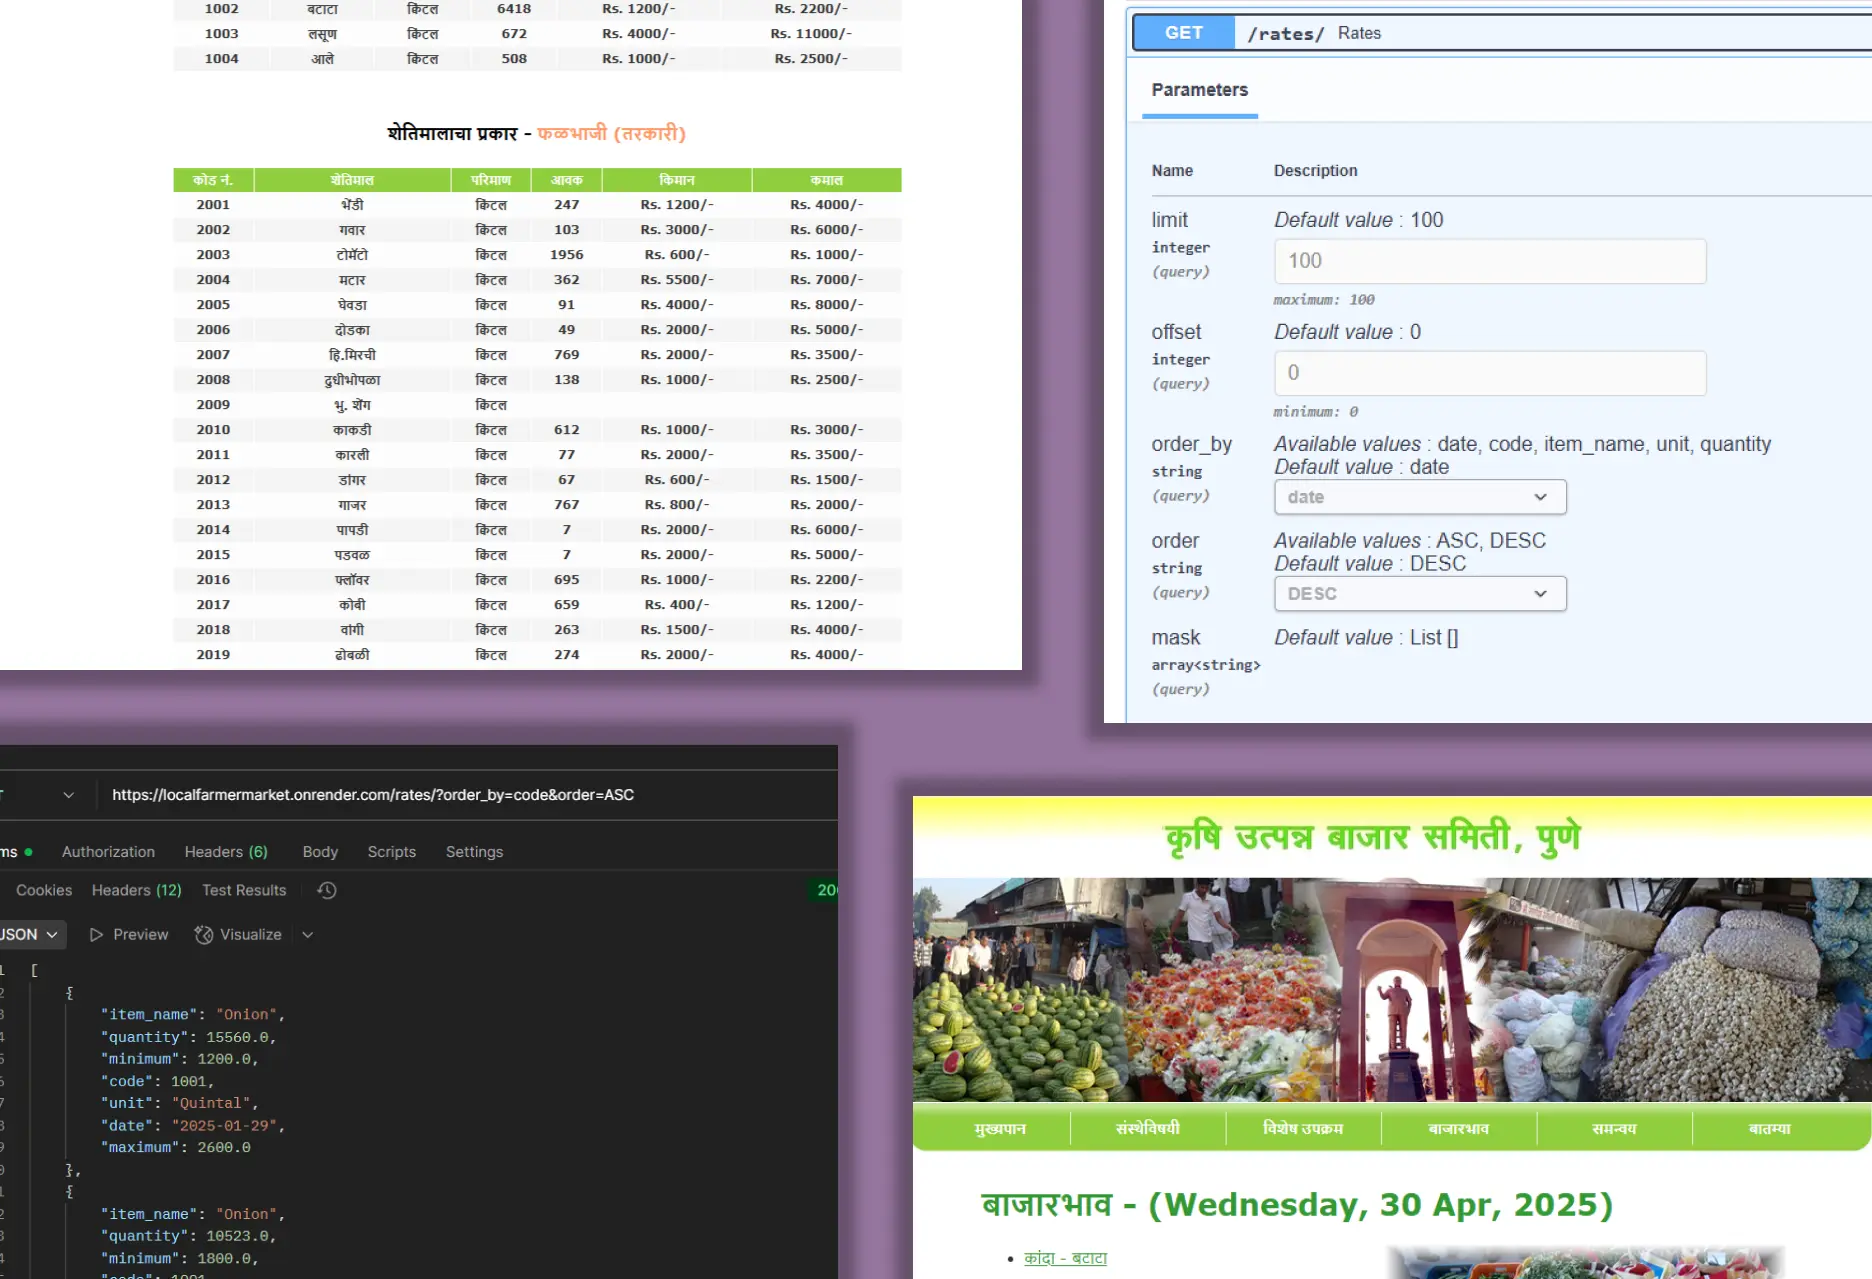 1002 बटाटा क्विंटल 6418 Rs. 1200/- Rs. 2200/-
1003 लसूण क्विंटल 672 Rs. 4000/- Rs. 11000/-
1004 आले क्विंटल 508 Rs. 1000/- Rs. 2500/-
शेतिमालाचा प्रकार - फळभाजी (तरकारी)
कोड नं. शेतिमाल परिमाण आवक किमान कमाल
2001 भेंडी क्विंटल 247 Rs. 1200/- Rs. 4000/-
2002 गवार क्विंटल 103 Rs. 3000/- Rs. 6000/-
2003 टोमॅटो क्विंटल 1956 Rs. 600/- Rs. 1000/-
2004 मटार क्विंटल 362 Rs. 5500/- Rs. 7000/-
2005 घेवडा क्विंटल 91 Rs. 4000/- Rs. 8000/-
2006 दोडका क्विंटल 49 Rs. 2000/- Rs. 5000/-
2007 हि.मिरची क्विंटल 769 Rs. 2000/- Rs. 3500/-
2008 दुधीभोपळा क्विंटल 138 Rs. 1000/- Rs. 2500/-
2009 भु. शेंग क्विंटल
2010 काकडी क्विंटल 612 Rs. 1000/- Rs. 3000/-
2011 कारली क्विंटल 77 Rs. 2000/- Rs. 3500/-
2012 डांगर क्विंटल 67 Rs. 600/- Rs. 1500/-
2013 गाजर क्विंटल 767 Rs. 800/- Rs. 2000/-
2014 पापडी क्विंटल 7 Rs. 2000/- Rs. 6000/-
2015 पडवळ क्विंटल 7 Rs. 2000/- Rs. 5000/-
2016 फ्लॉवर क्विंटल 695 Rs. 1000/- Rs. 2200/-
2017 कोबी क्विंटल 659 Rs. 400/- Rs. 1200/-
2018 वांगी क्विंटल 263 Rs. 1500/- Rs. 4000/-
2019 ढोबळी क्विंटल 274 Rs. 2000/- Rs. 4000/-
GET /rates/ Rates
Parameters
Name Description
limit Default value : 100
integer
100
(query)
maximum: 100
offset Default value : 0
integer
0
(query)
minimum: 0
order_by Available values : date, code, item_name, unit, quantity
string Default value : date
(query) date
order Available values : ASC, DESC
string Default value : DESC
(query) DESC
mask Default value : List []
array<string>
(query)
https://localfarmermarket.onrender.com/rates/?order_by=code&order=ASC
ms Authorization Headers (6) Body Scripts Settings
Cookies Headers (12) Test Results 20
JSON Preview Visualize
[
{
"item_name": "Onion",
"quantity": 15560.0,
"minimum": 1200.0,
"code": 1001,
"unit": "Quintal",
"date": "2025-01-29",
"maximum": 2600.0
},
{
"item_name": "Onion",
"quantity": 10523.0,
"minimum": 1800.0,
"code": 1001
कृषि उत्पन्न बाजार समिती, पुणे
मुख्यपान संस्थेविषयी विशेष उपक्रम बाजारभाव समन्वय बातम्या
बाजारभाव - (Wednesday, 30 Apr, 2025)
• कांदा - बटाटा